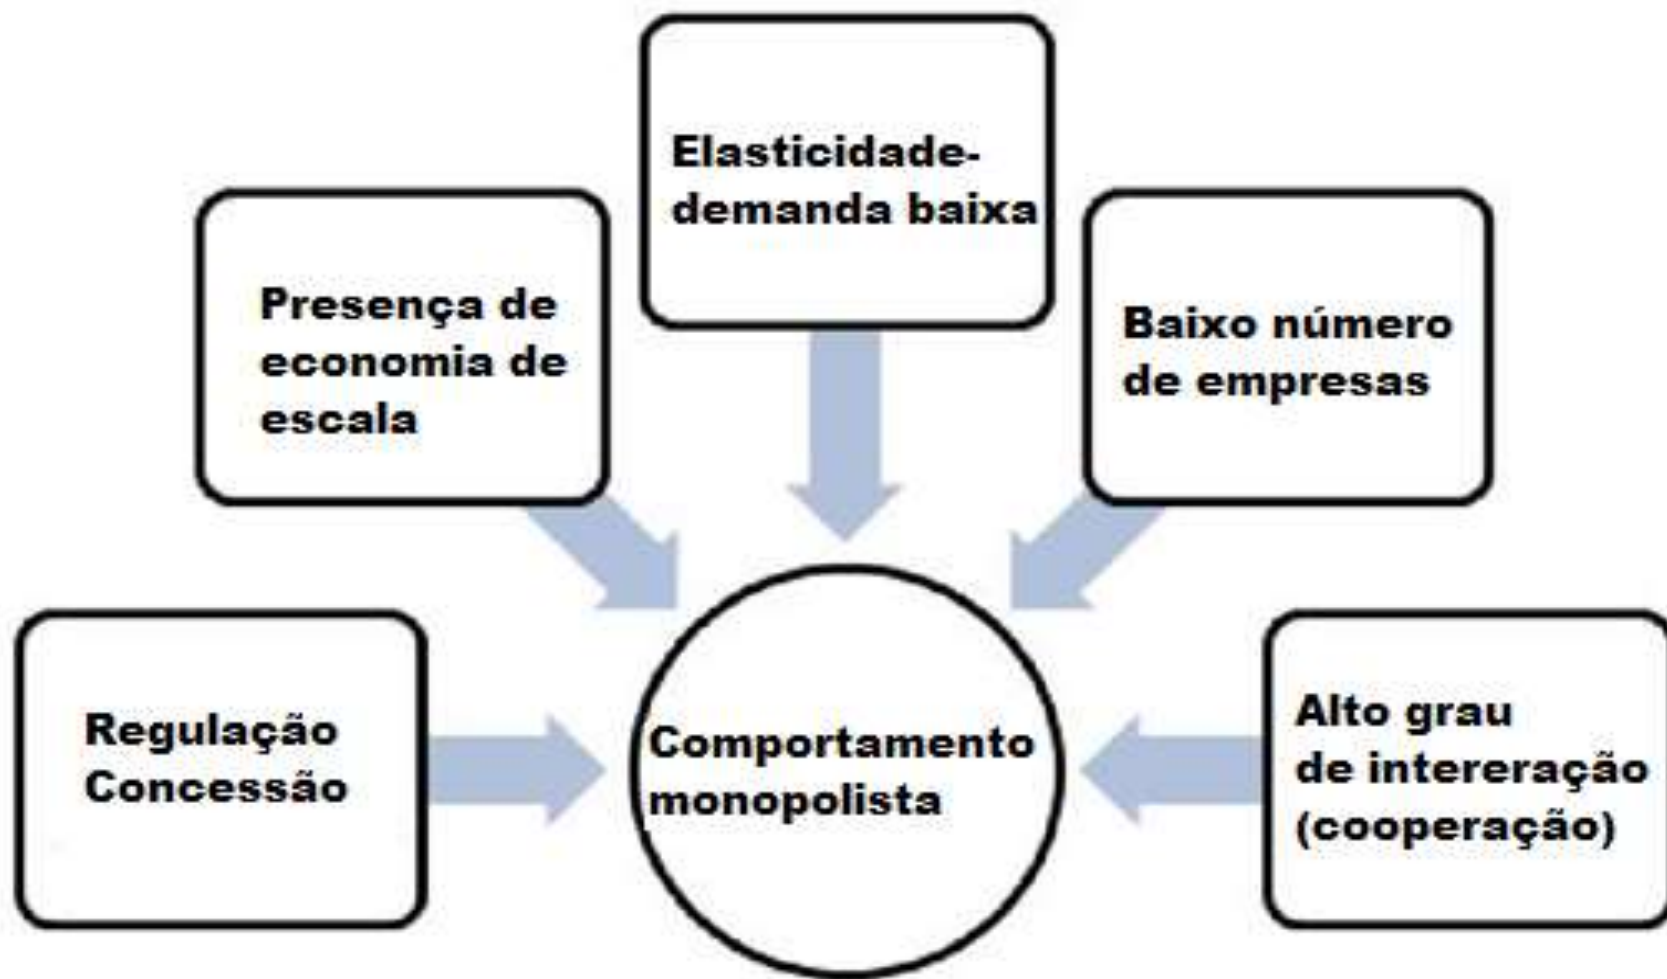 Elasticidade-
demanda baixa
Presença de
economia de
escala
Baixo número
de empresas
Regulação
Concessão
Comportamento
monopolista
Alto grau
de intereração
(cooperação)